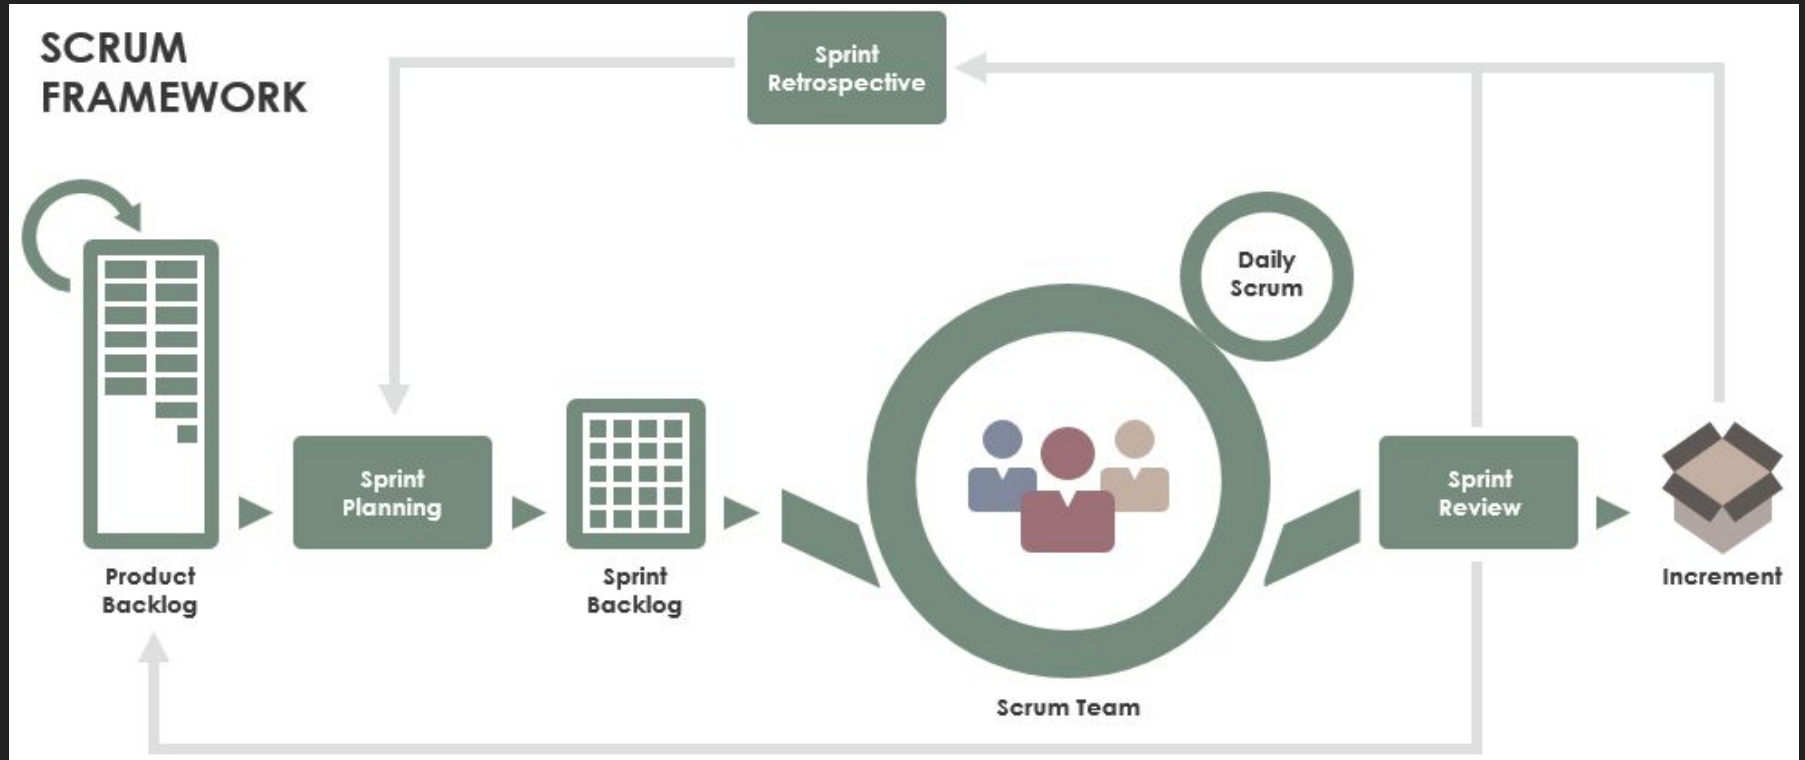 SCRUM
FRAMEWORK
Sprint
Retrospective
Daily
Scrum
Sprint
Planning
Sprint
Review
Product
Backlog
Sprint
Backlog
Increment
Scrum Team